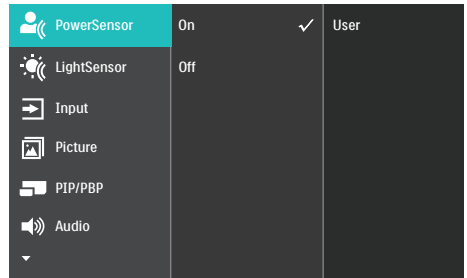 PowerSensor
On
User
LightSensor
Off
Input
Picture
PIP/PBP
Audio